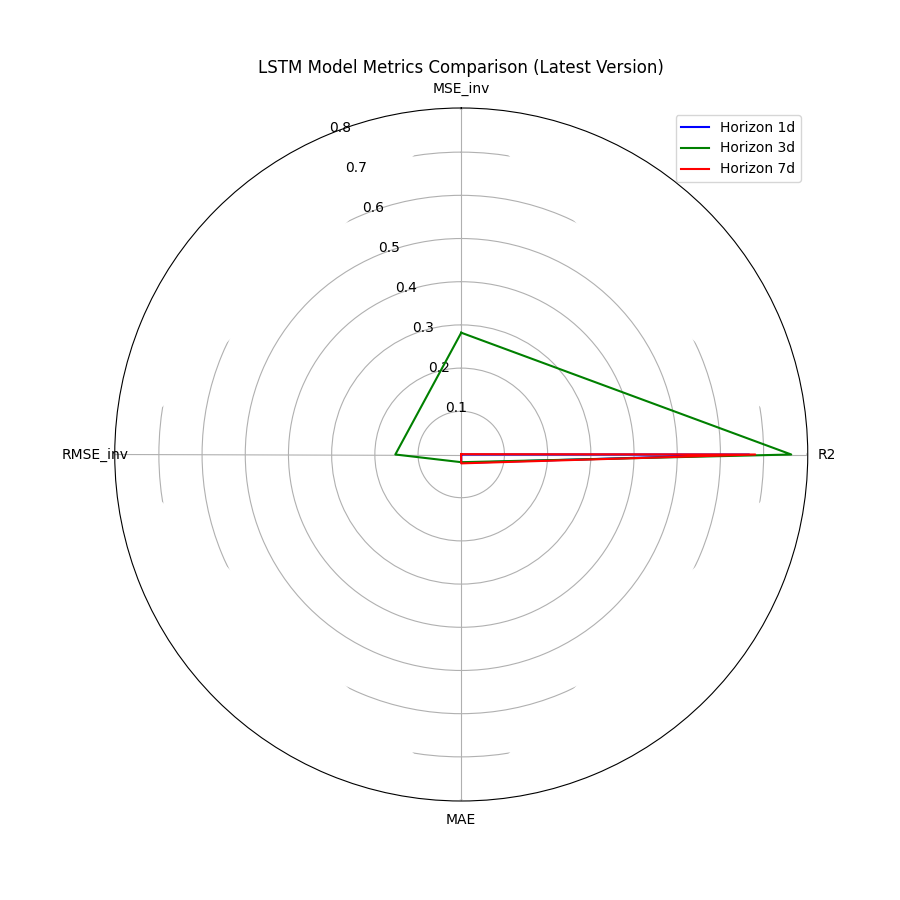 LSTM Model Metrics Comparison (Latest Version)
MSE_inv
Horizon 1d
Horizon 3d
Horizon 7d
0.8
0.7
0.6
0.5
0.4
0.3
0.2
0.1
RMSE_inv
R2
MAE